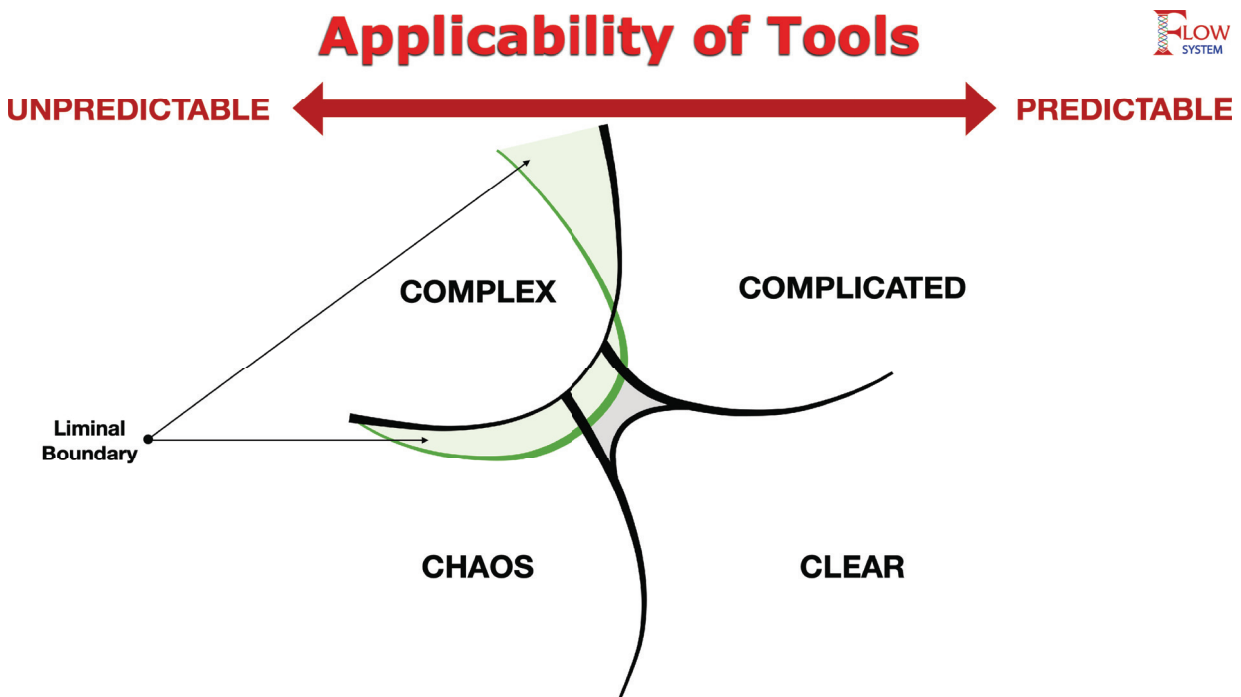 Applicability of Tools
FLOW
SYSTEM
UNPREDICTABLE
PREDICTABLE
COMPLEX
COMPLICATED
Liminal
Boundary
CHAOS
CLEAR